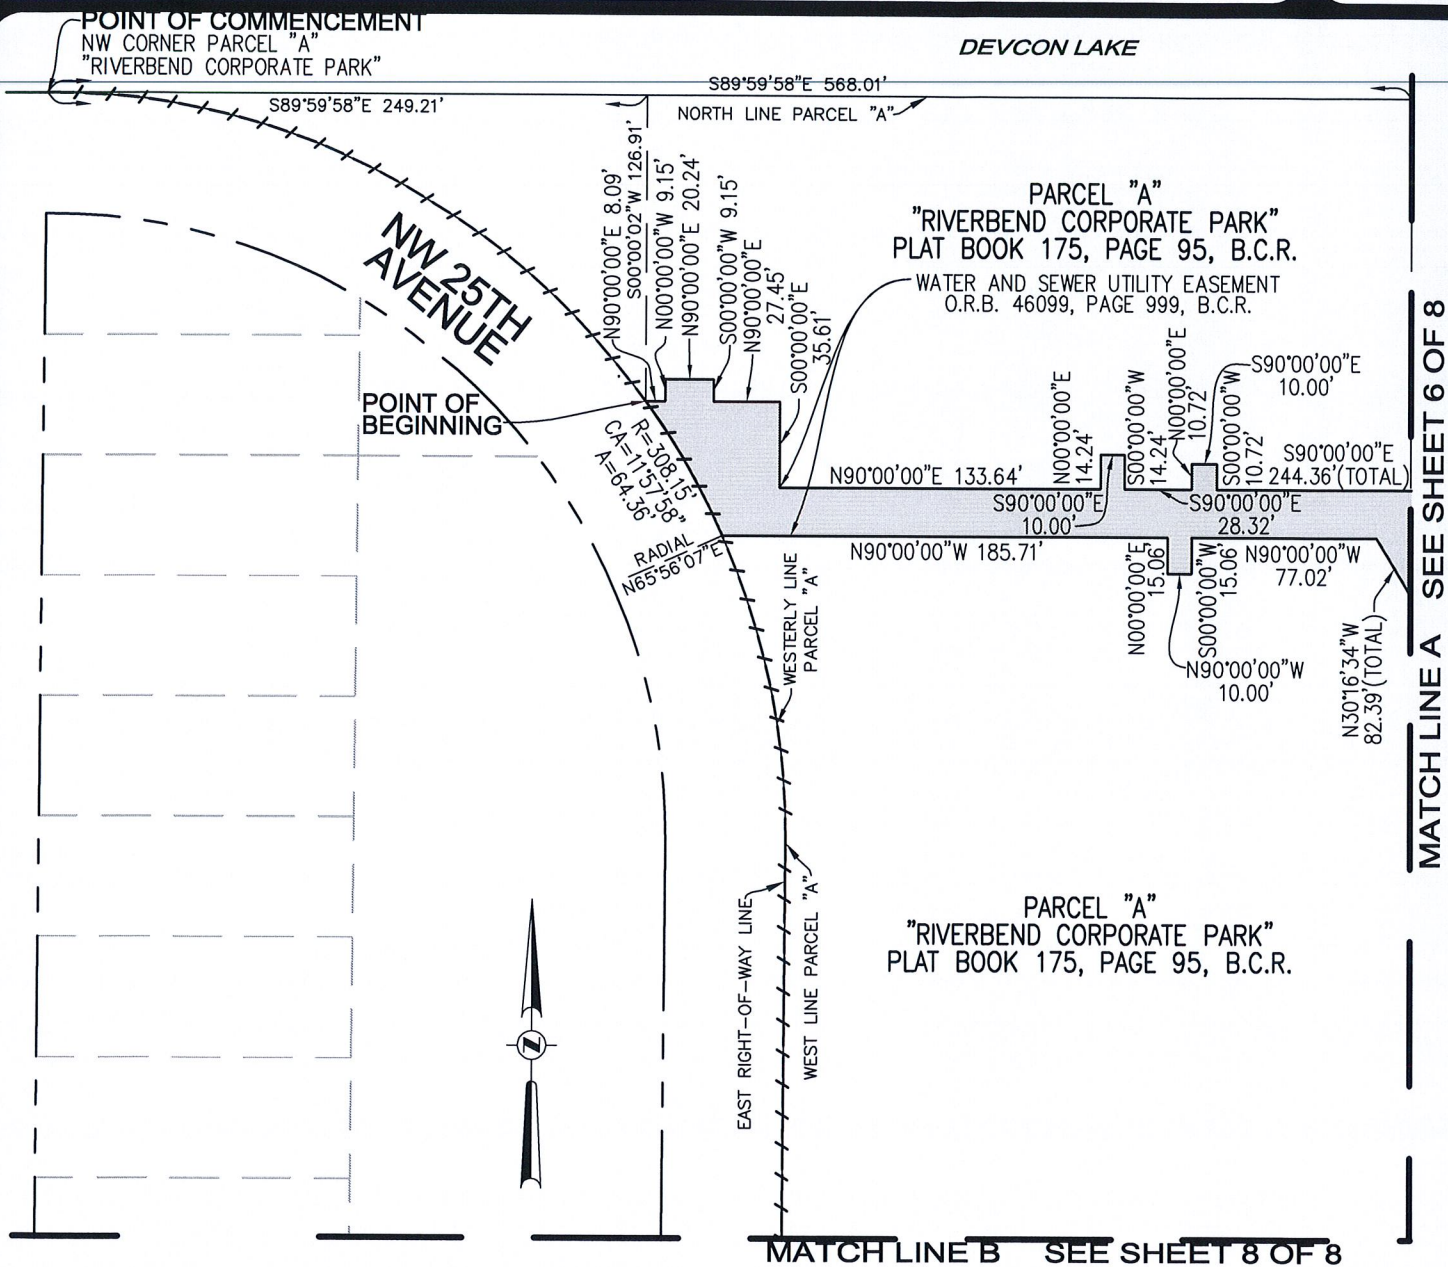 POINT OF COMMENCEMENT
NW CORNER PARCEL "A"
"RIVERBEND CORPORATE PARK"
DEVCON LAKE
S89°59'58"E 568.01'
S89°59'58"E 249.21'
NORTH LINE PARCEL "A"
N90°00'00"E 8.09'
S00°00'02"W 126.91'
N00°00'00"W 9.15'
N90°00'00"E 20.24'
S00°00'00"W 9.15'
N90°00'00"E
27.45'
S00°00'00"E
35.61'
PARCEL "A"
"RIVERBEND CORPORATE PARK"
PLAT BOOK 175, PAGE 95, B.C.R.
WATER AND SEWER UTILITY EASEMENT
O.R.B. 46099, PAGE 999, B.C.R.
NW 25TH
AVENUE
POINT OF
BEGINNING
R=308.15'
CA=11°57'58"
A=64.36'
RADIAL
N65°56'07"E
N90°00'00"E 133.64'
N00°00'00"E
14.24'
S90°00'00"E
10.00'
S00°00'00"W
14.24'
N00°00'00"E
10.72'
S90°00'00"E
10.00'
S00°00'00"W
10.72'
S90°00'00"E
244.36'(TOTAL)
S90°00'00"E
28.32'
N90°00'00"W 185.71'
N00°00'00"E
15.06'
S00°00'00"W
15.06'
N90°00'00"W
77.02'
N90°00'00"W
10.00'
N30°16'34"W
82.39'(TOTAL)
WESTERLY LINE
PARCEL "A"
MATCH LINE A SEE SHEET 6 OF 8
EAST RIGHT-OF-WAY LINE
WEST LINE PARCEL "A"
PARCEL "A"
"RIVERBEND CORPORATE PARK"
PLAT BOOK 175, PAGE 95, B.C.R.
Z
MATCH LINE B SEE SHEET 8 OF 8